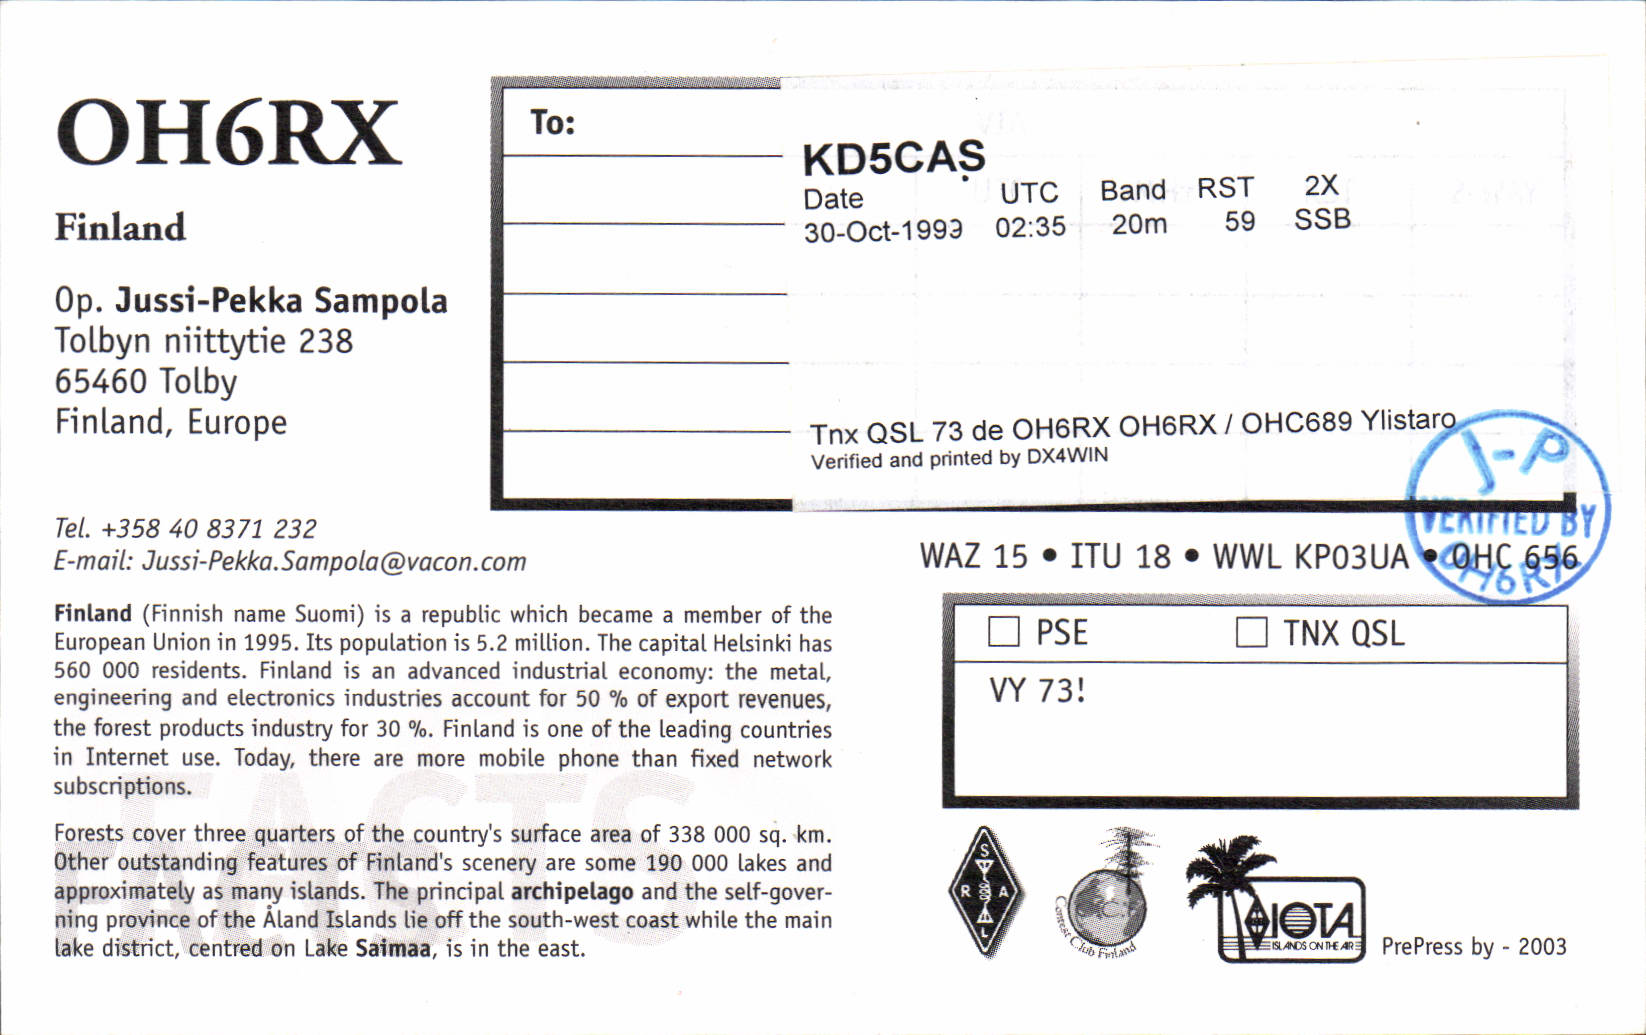 OH6RX
Finland
Op. Jussi-Pekka Sampola
Tolbyn niittytie 238
65460 Tolby
Finland, Europe
Tel. +358 40 8371 232
E-mail: Jussi-Pekka.Sampola@vacon.com
To:
KD5CAS
Date UTC Band RST 2X
30-Oct-1999 02:35 20m 59 SSB
Tnx QSL 73 de OH6RX OH6RX / OHC689 Ylistaro
Verified and printed by DX4WIN
J-P
VERIFIED BY
OH6RX
WAZ 15 • ITU 18 • WWL KP03UA • OHC 656
PSE TNX QSL
VY 73!
Finland (Finnish name Suomi) is a republic which became a member of the
European Union in 1995. Its population is 5.2 million. The capital Helsinki has
560 000 residents. Finland is an advanced industrial economy: the metal,
engineering and electronics industries account for 50 % of export revenues,
the forest products industry for 30 %. Finland is one of the leading countries
in Internet use. Today, there are more mobile phone than fixed network
subscriptions.
Forests cover three quarters of the country's surface area of 338 000 sq. km.
Other outstanding features of Finland's scenery are some 190 000 lakes and
approximately as many islands. The principal archipelago and the self-gover-
ning province of the Åland Islands lie off the south-west coast while the main
lake district, centred on Lake Saimaa, is in the east.
FACTS
S
R A
L
Contest Club Finland
IOTA
ISLANDS ON THE AIR
PrePress by - 2003